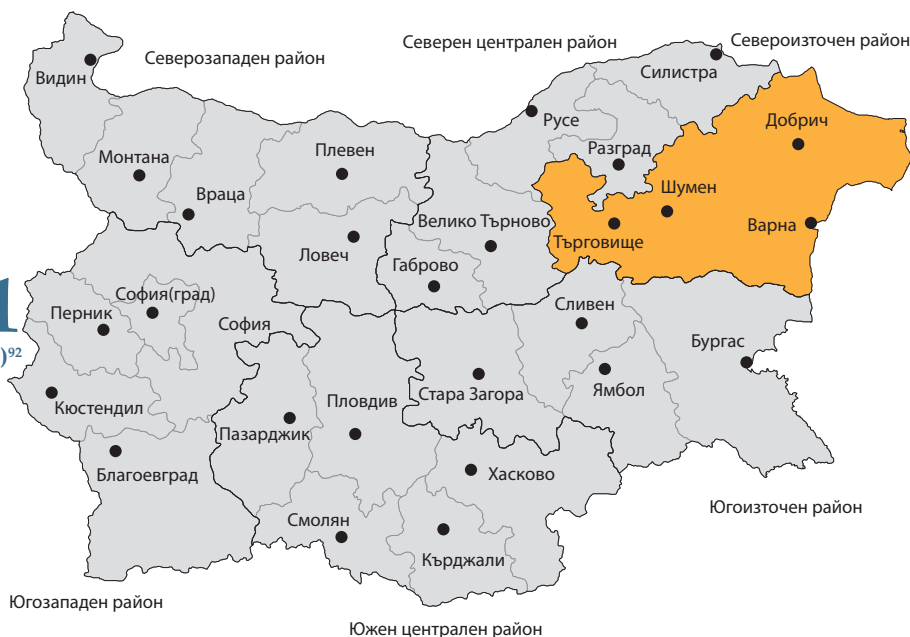 Северозападен район
Северен централен район
Североизточен район
Видин
Силистра
Русе
Добрич
Монтана
Плевен
Разград
Враца
Шумен
Велико Търново
Варна
Ловеч
Търговище
Габрово
София(град)
Перник
София
Сливен
)⁹²
Бургас
Кюстендил
Пловдив
Стара Загора
Ямбол
Пазарджик
Благоевград
Хасково
Югоизточен район
Смолян
Кърджали
Югозападен район
Южен централен район